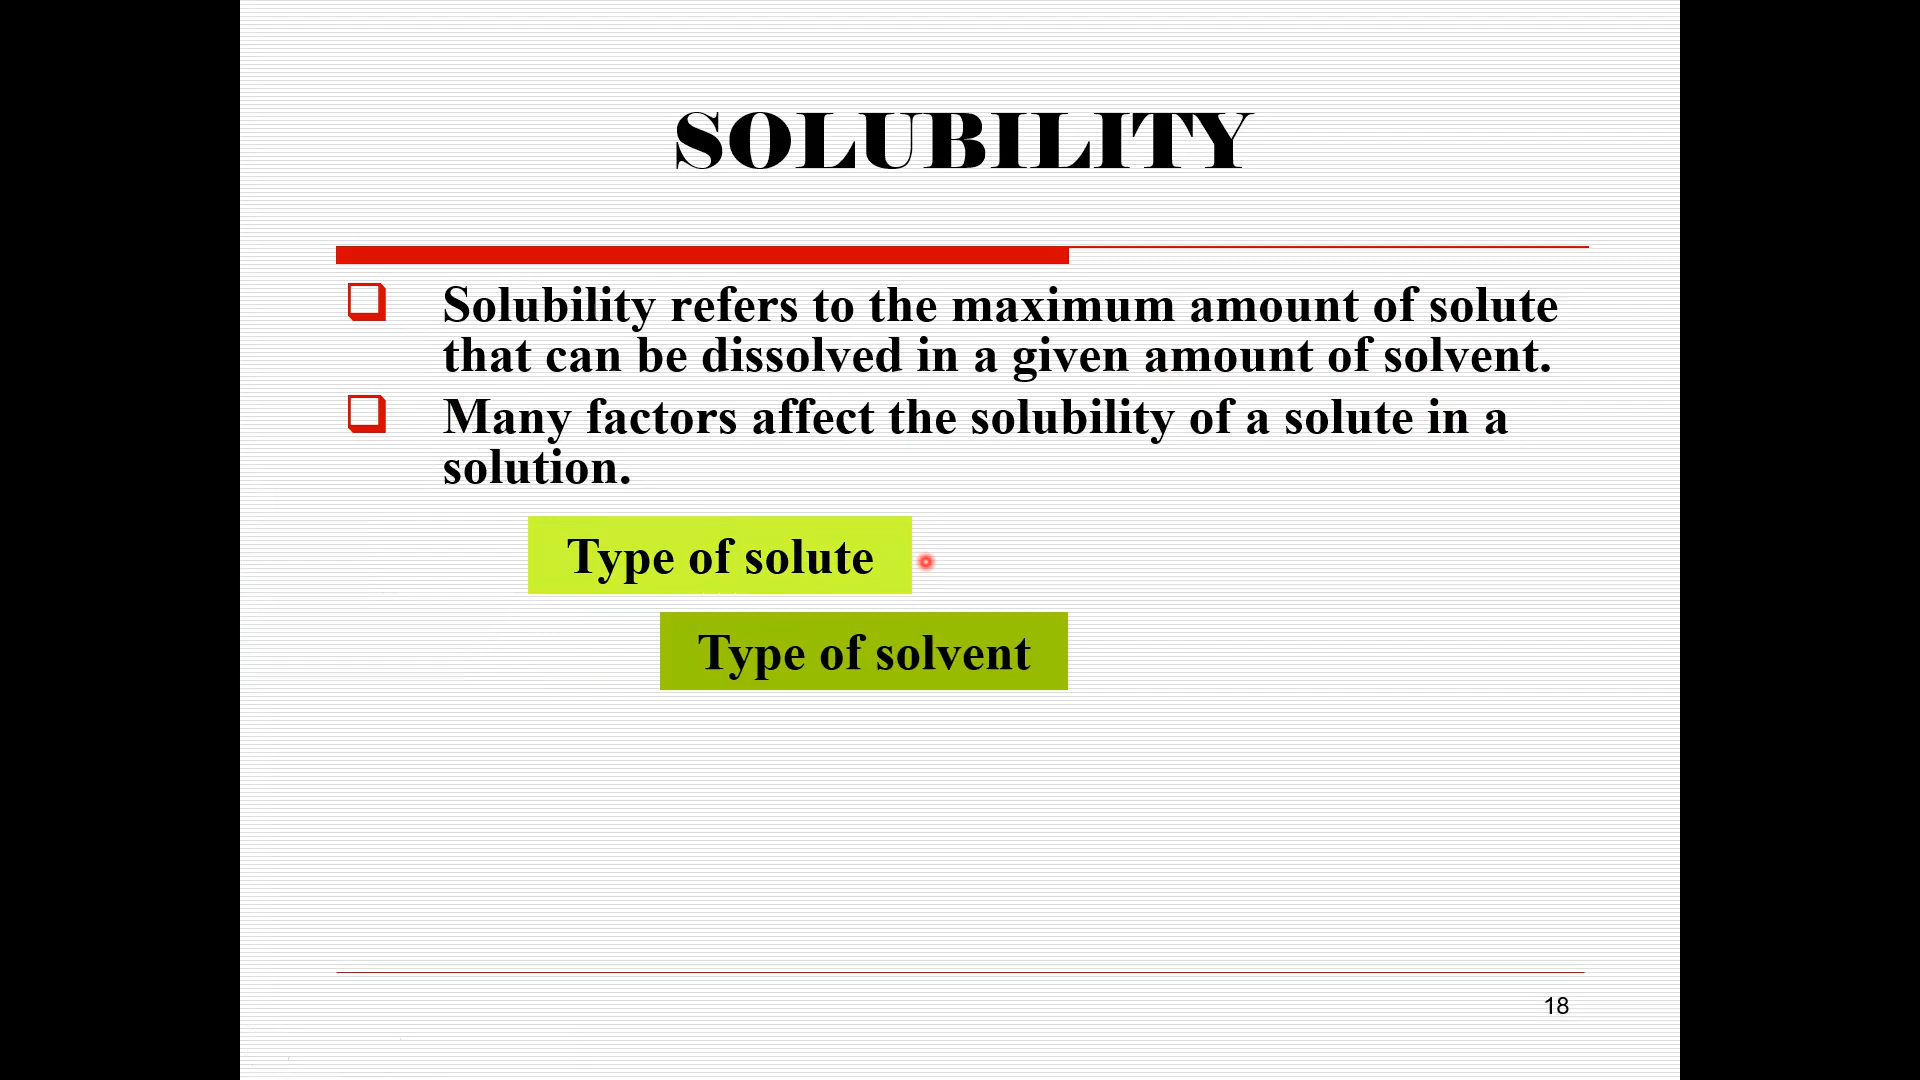 SOLUBILITY
Solubility refers to the maximum amount of solute
that can be dissolved in a given amount of solvent.
Many factors affect the solubility of a solute in a
solution.
Type of solute
Type of solvent
18